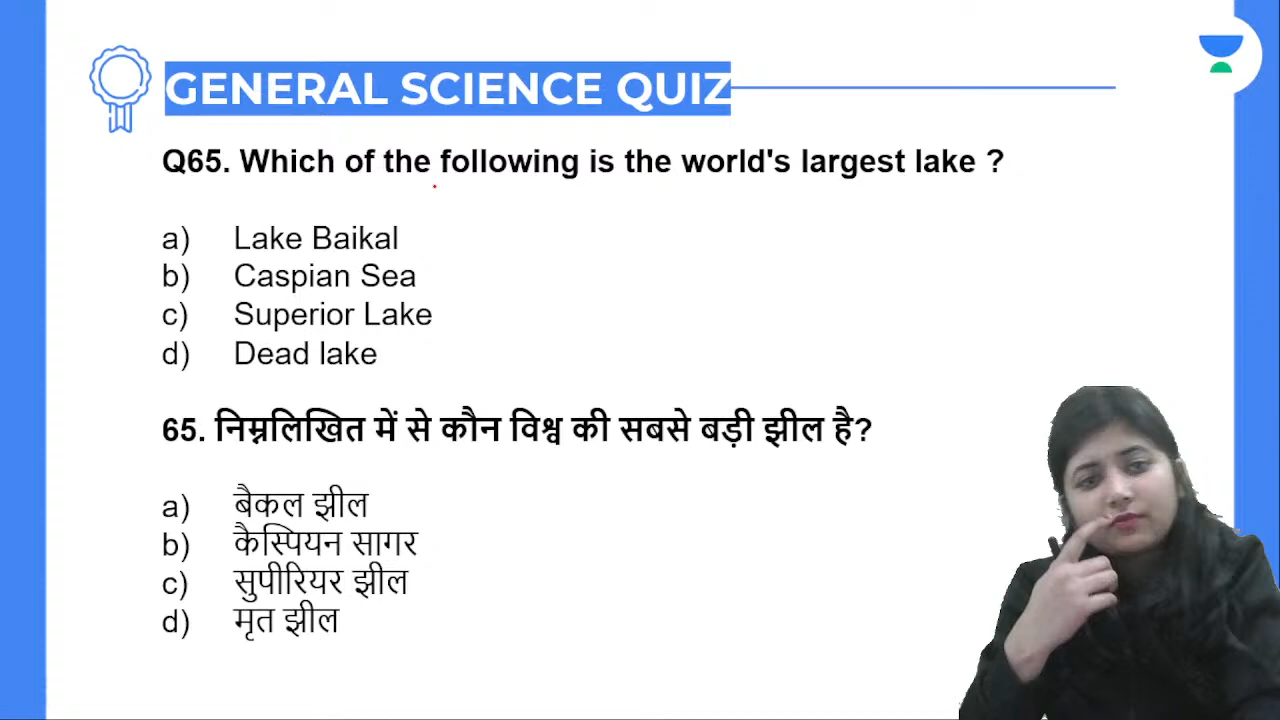 GENERAL SCIENCE QUIZ
Q65. Which of the following is the world's largest lake ?
a) Lake Baikal
b) Caspian Sea
c) Superior Lake
d) Dead lake
65. निम्नलिखित में से कौन विश्व की सबसे बड़ी झील है?
a) बैकल झील
b) कैस्पियन सागर
c) सुपीरियर झील
d) मृत झील